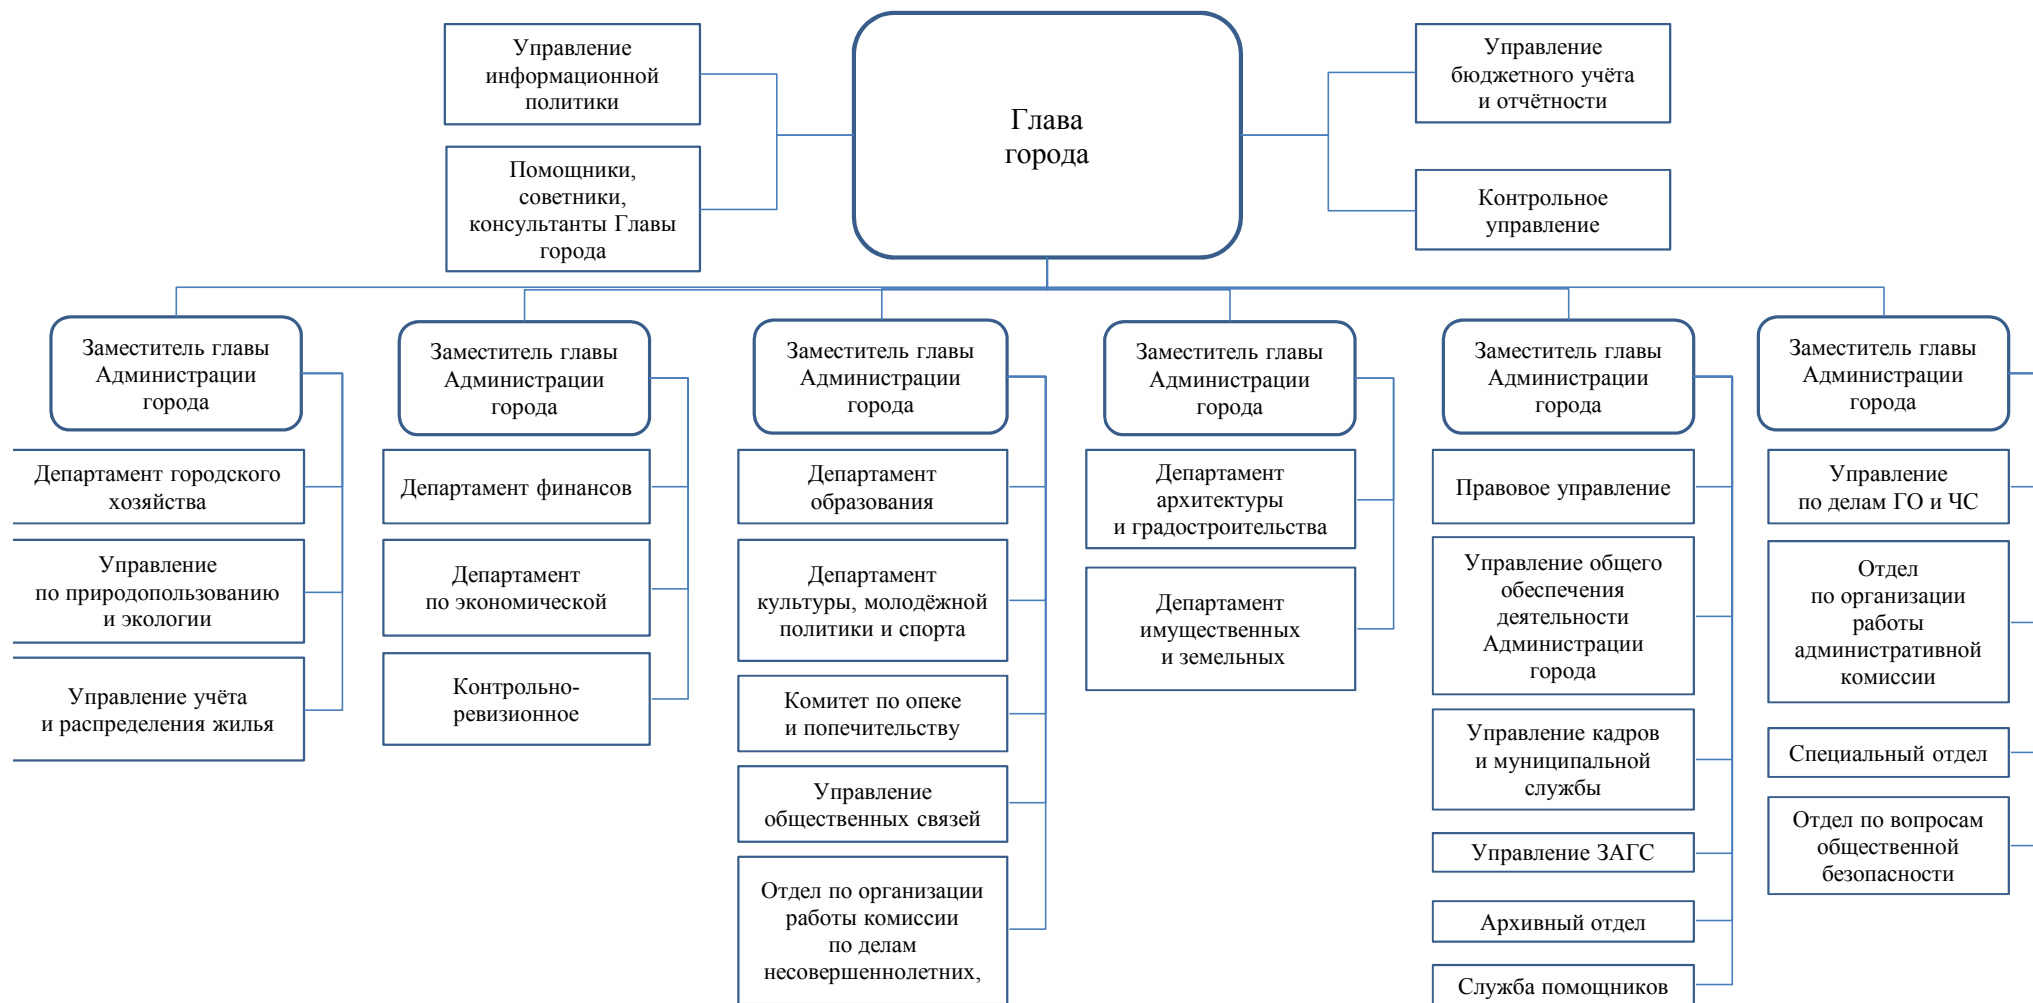 Управление
информационной
политики
Помощники,
советники,
консультанты Главы
города
Глава
города
Управление
бюджетного учёта
и отчётности
Контрольное
управление
Заместитель главы
Администрации
города
Департамент городского
хозяйства
Управление
по природопользованию
и экологии
Управление учёта
и распределения жилья
Заместитель главы
Администрации
города
Департамент финансов
Департамент
по экономической
Контрольно-
ревизионное
Заместитель главы
Администрации
города
Департамент
образования
Департамент
культуры, молодёжной
политики и спорта
Комитет по опеке
и попечительству
Управление
общественных связей
Отдел по организации
работы комиссии
по делам
несовершеннолетних,
Заместитель главы
Администрации
города
Департамент
архитектуры
и градостроительства
Департамент
имущественных
и земельных
Заместитель главы
Администрации
города
Правовое управление
Управление общего
обеспечения
деятельности
Администрации
города
Управление кадров
и муниципальной
службы
Управление ЗАГС
Архивный отдел
Служба помощников
Заместитель главы
Администрации
города
Управление
по делам ГО и ЧС
Отдел
по организации
работы
административной
комиссии
Специальный отдел
Отдел по вопросам
общественной
безопасности